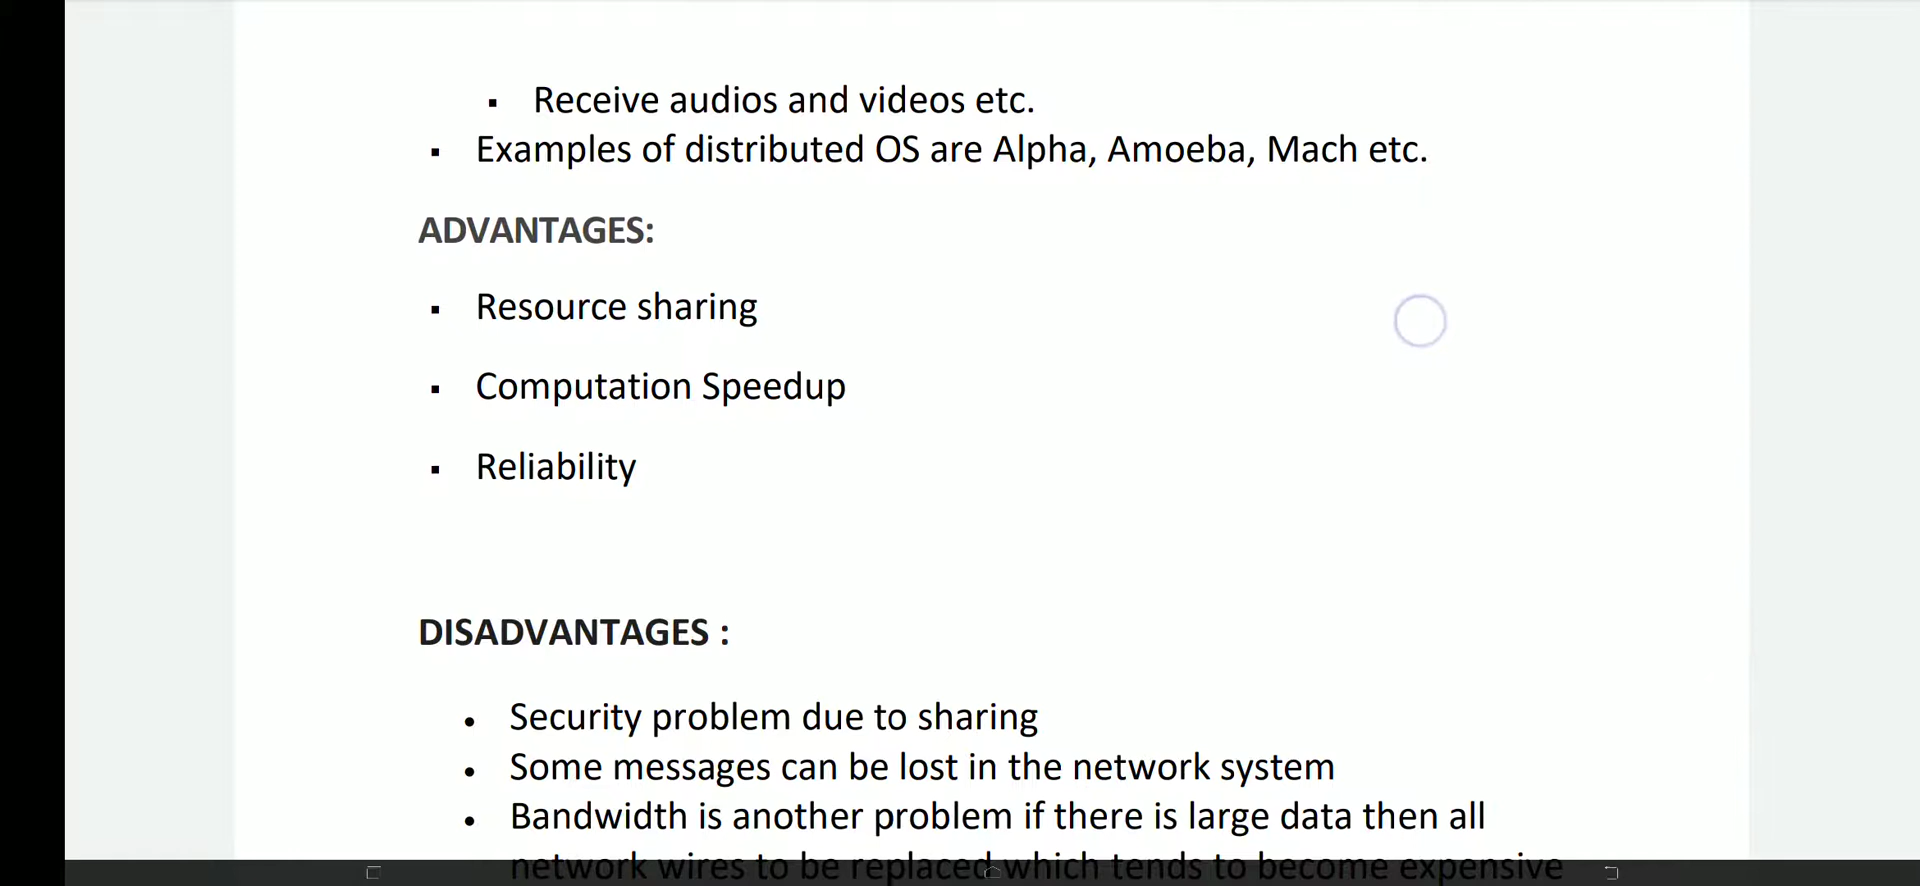 Receive audios and videos etc.
Examples of distributed OS are Alpha, Amoeba, Mach etc.
ADVANTAGES:
Resource sharing
Computation Speedup
Reliability
DISADVANTAGES :
Security problem due to sharing
Some messages can be lost in the network system
Bandwidth is another problem if there is large data then all
network wires to be replaced which tends to become expensive